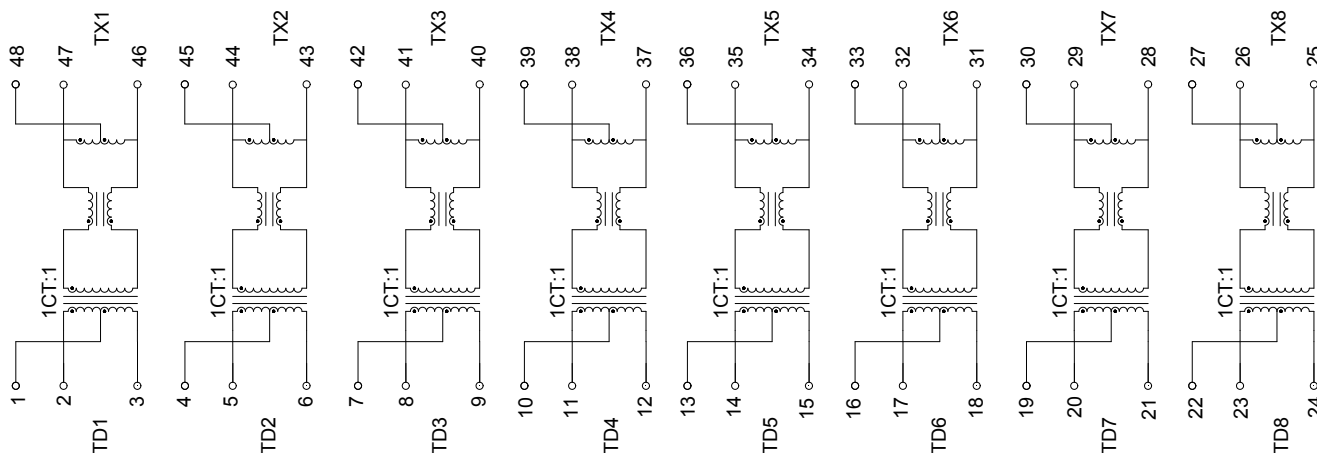 48 47 TX1 46 45 44 TX2 43 42 41 TX3 40 39 38 TX4 37 36 35 TX5 34 33 32 TX6 31 30 29 TX7 28 27 26 TX8 25
1CT:1 1CT:1 1CT:1 1CT:1 1CT:1 1CT:1 1CT:1 1CT:1
1 2 3 4 5 6 7 8 9 10 11 12 13 14 15 16 17 18 19 20 21 22 23 24
TD1 TD2 TD3 TD4 TD5 TD6 TD7 TD8